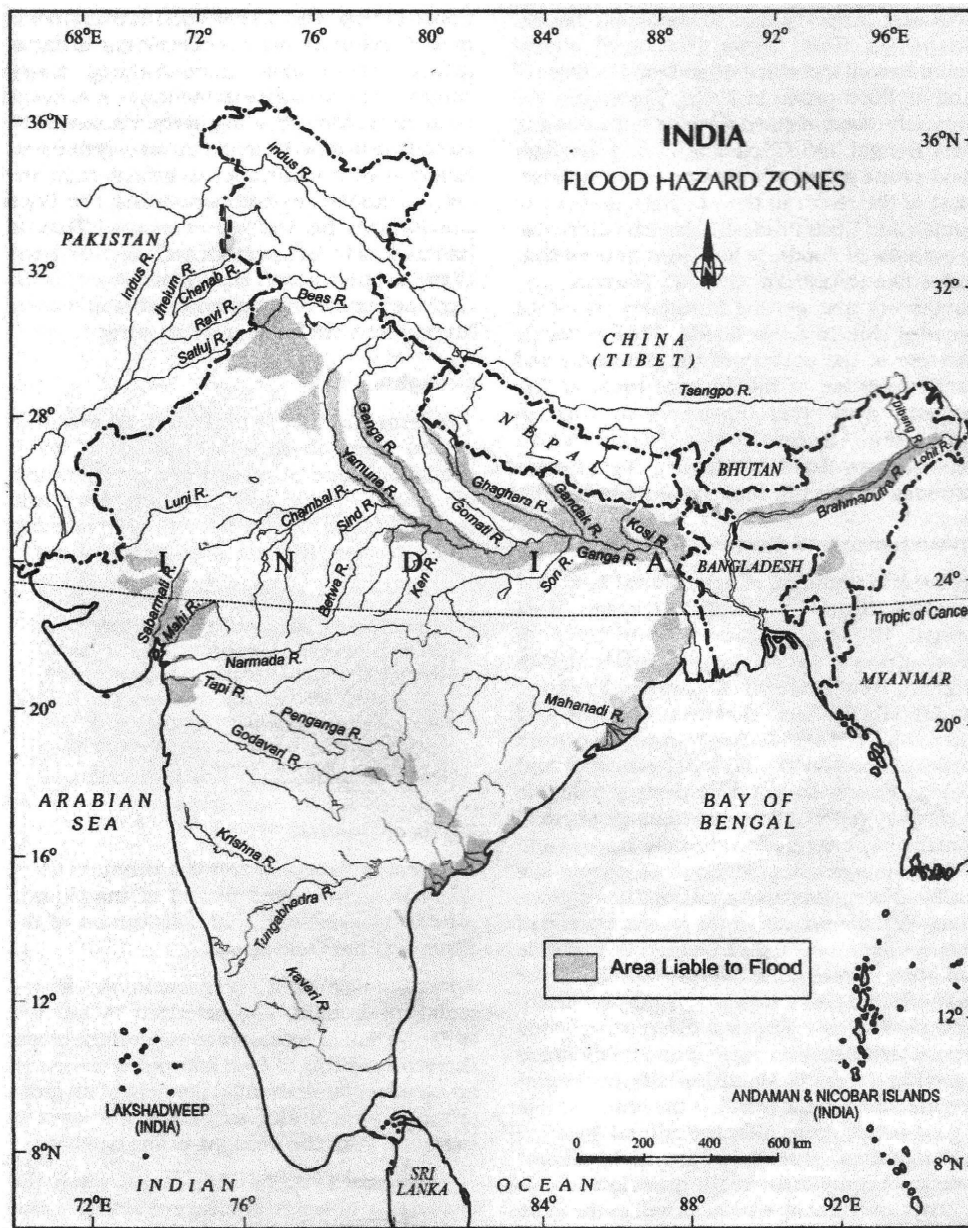 68°
72°
76°
80°
84°
88°
92°
96°E
36°N
36°N
INDIA
FLOOD HAZARD ZONES
N
Indus R.
PAKISTAN
Indus R.
Jhelum R.
Chenab R.
Ravi R.
Satluj R.
Beas R.
32°
32°
CHINA
(TIBET)
Tsangpo R.
28°
28°
NEPAL
BHUTAN
Dibang R.
Lohit R.
Brahmaputra R.
Ganga R.
Yamuna R.
Ghaghara R.
Gandak R.
Kosi R.
Gomati R.
Luni R.
Chambal R.
Sind R.
Betwa R.
Ken R.
Son R.
Ganga R.
INDIA
BANGLADESH
24°
Tropic of Cance
Sabarmati R.
Mahi R.
Narmada R.
Tapi R.
MYANMAR
20°
20°
Penganga R.
Mahanadi R.
Godavari R.
ARABIAN
SEA
BAY OF
BENGAL
16°
16°
Krishna R.
Tungabhadra R.
Area Liable to Flood
Kaveri R.
12°
12°
LAKSHADWEEP
(INDIA)
ANDAMAN & NICOBAR ISLANDS
(INDIA)
0 200 400 600 km
8°N
8°N
SRI
LANKA
INDIAN OCEAN
72°E
76°
80°
84°
88°
92°E